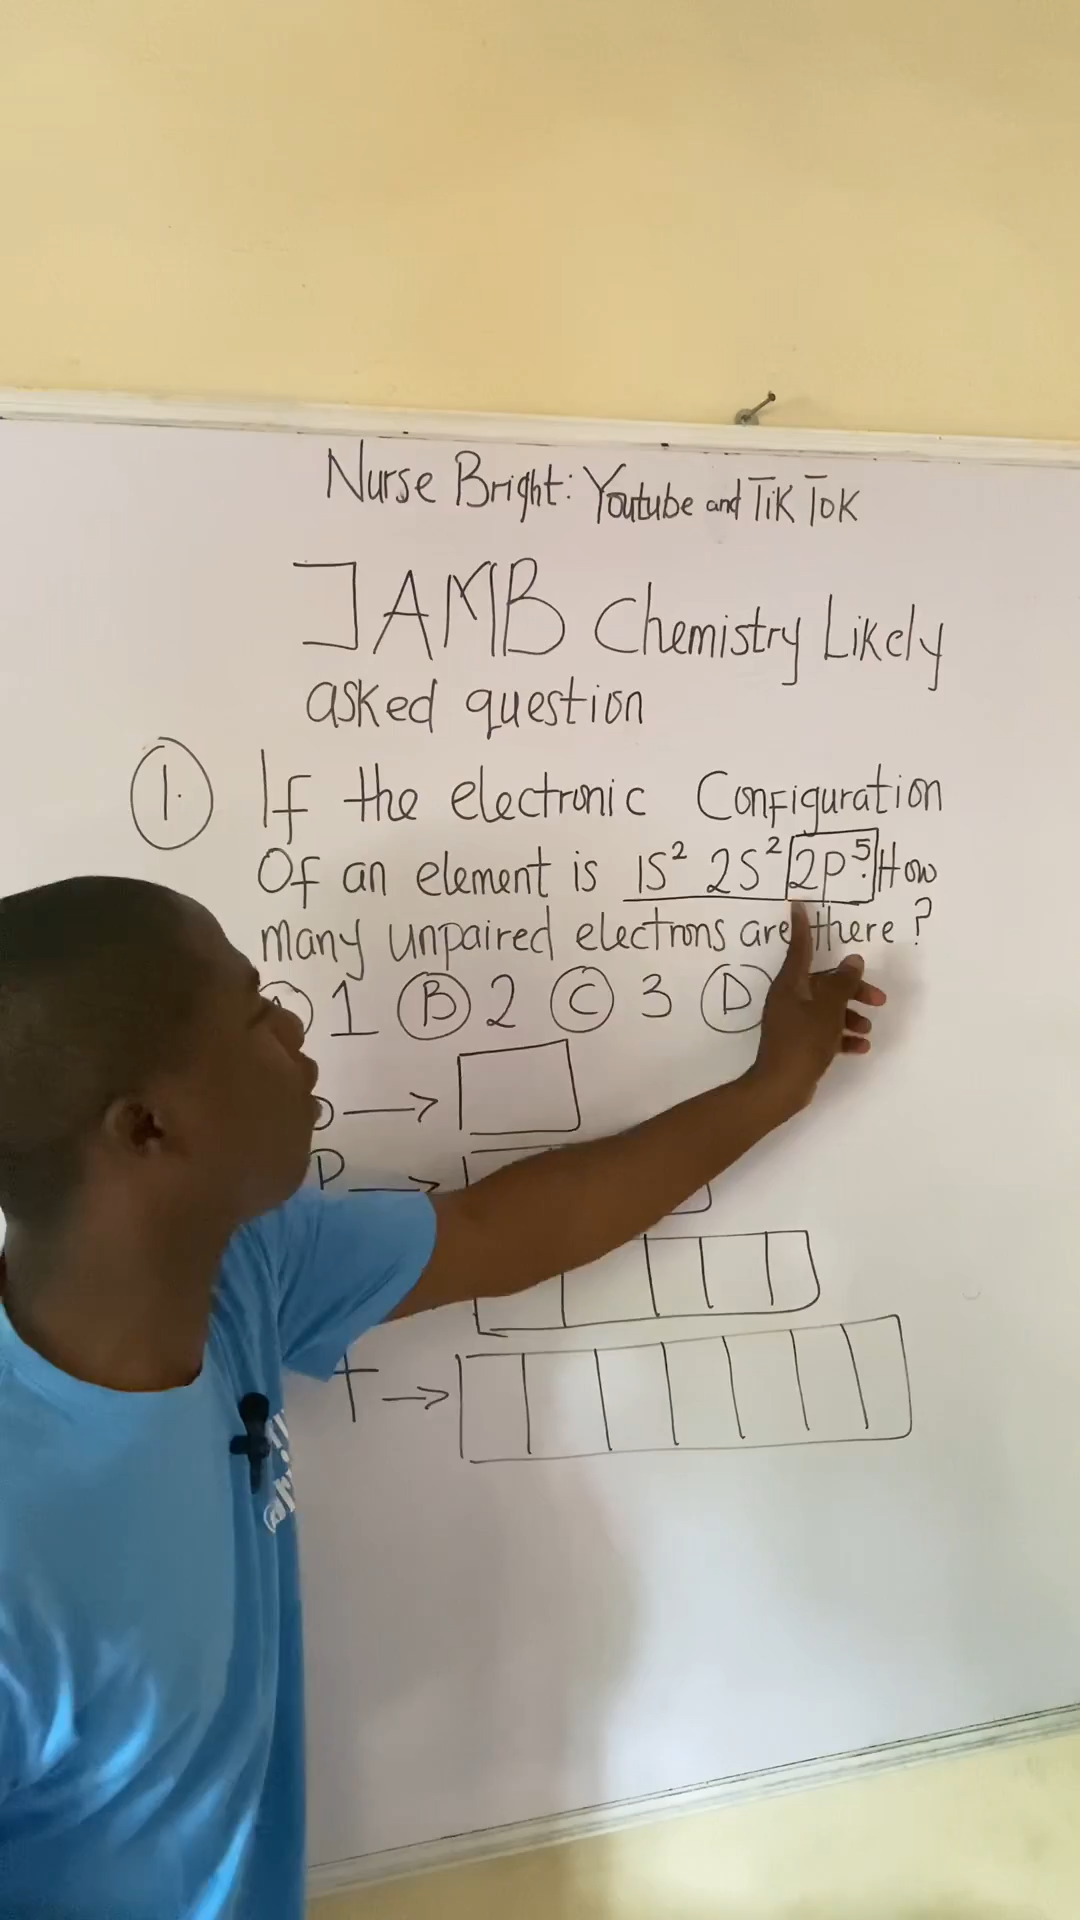 Nurse Bright: Youtube and TiK ToK
JAMB Chemistry Likely
asked question
1. If the electronic Configuration
Of an element is 1S² 2S² 2P⁵. How
many unpaired electrons are there?
1 B 2 C 3 D
P
f